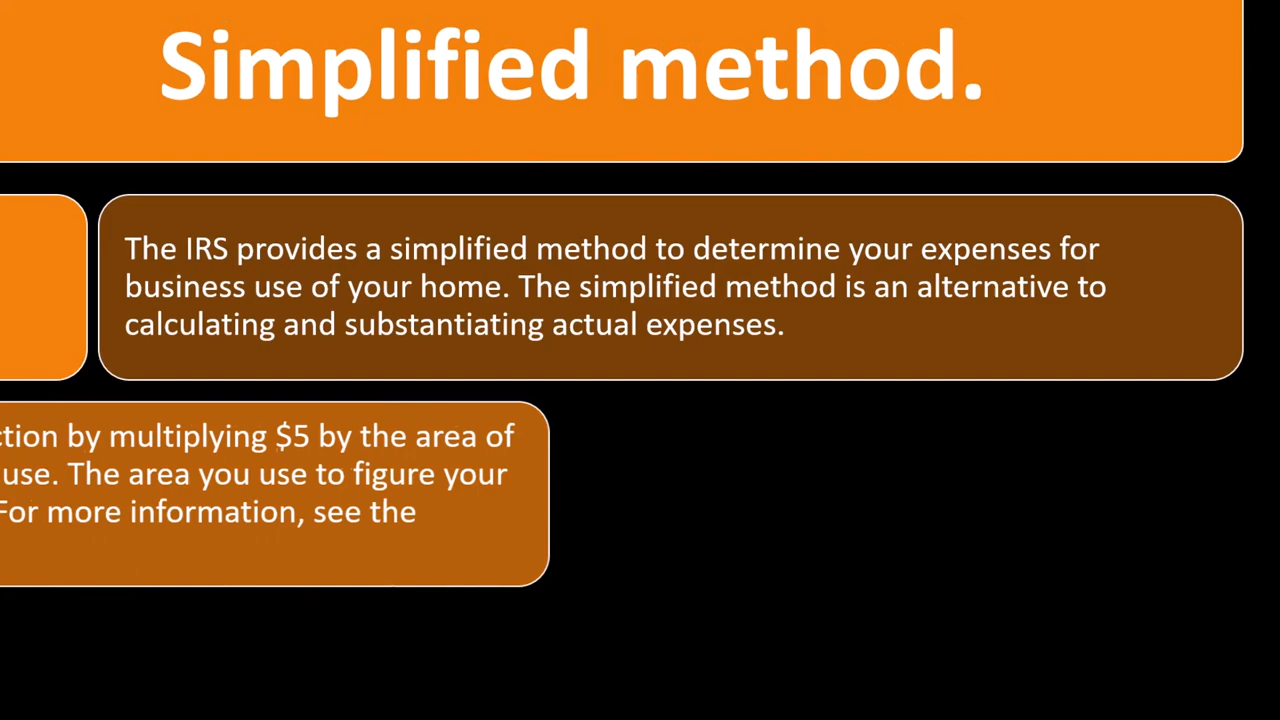 Simplified method.
The IRS provides a simplified method to determine your expenses for
business use of your home. The simplified method is an alternative to
calculating and substantiating actual expenses.
by multiplying $5 by the area of
use. The area you use to figure your
For more information, see the